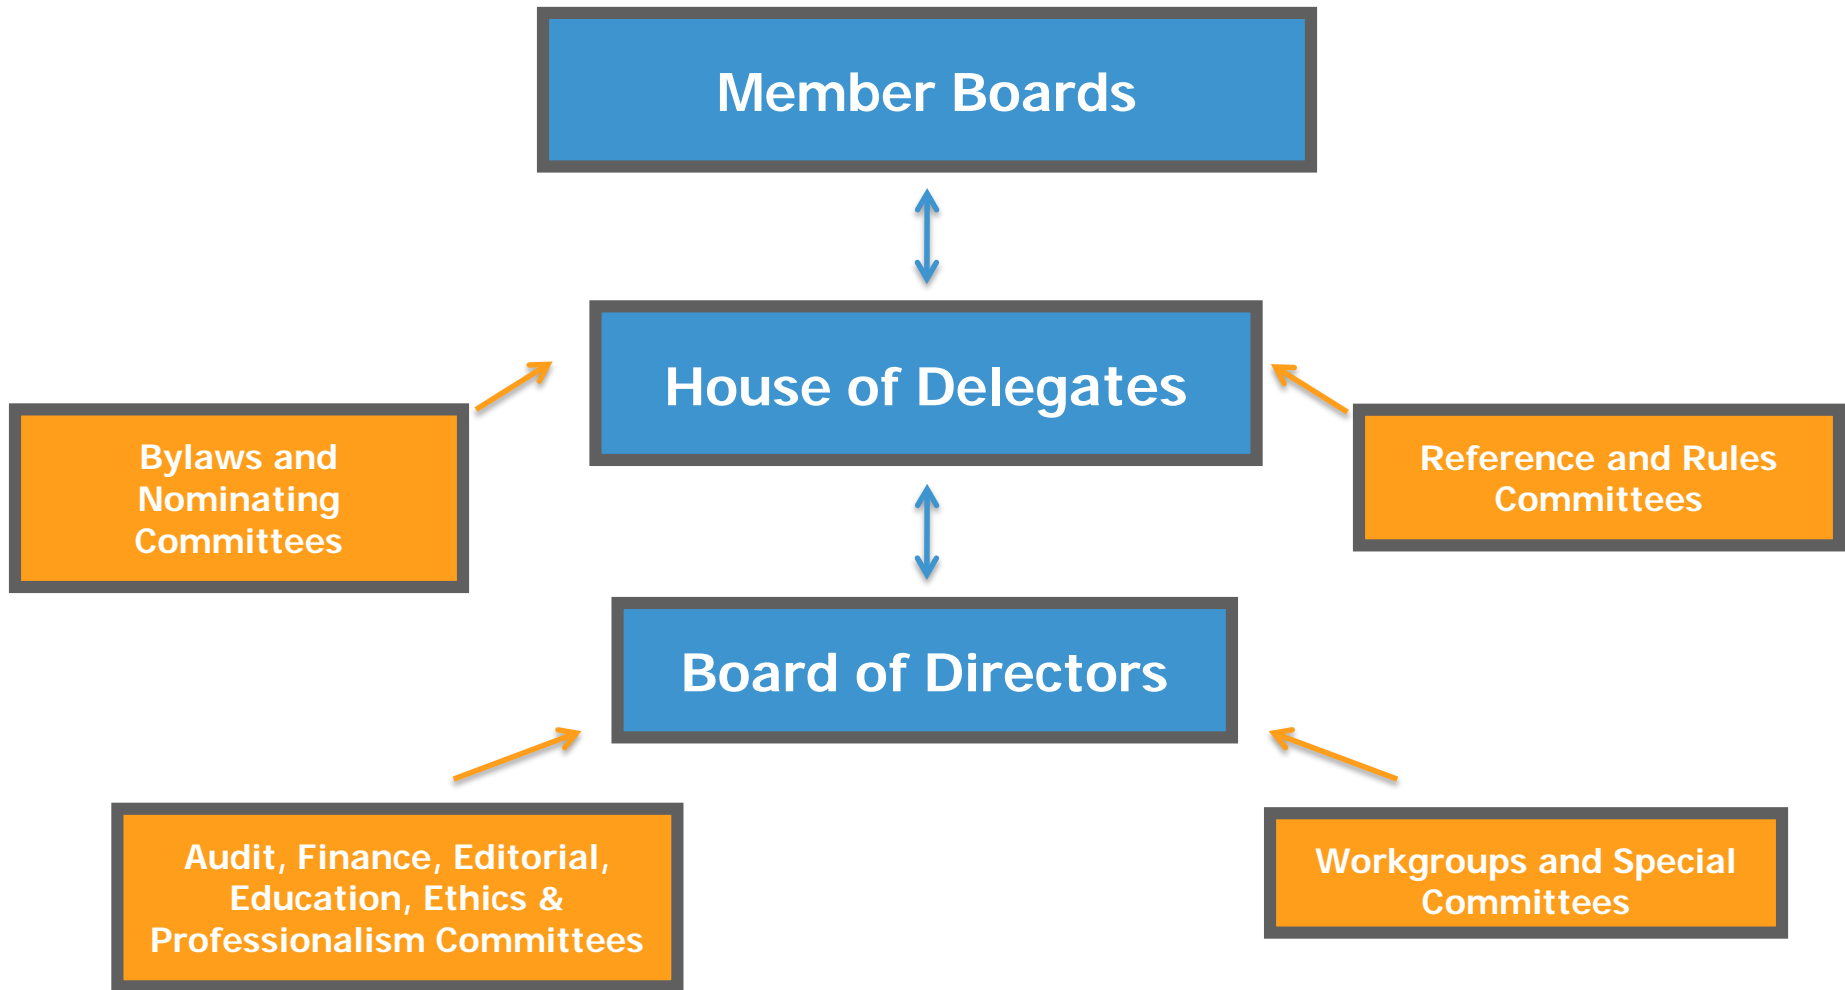 Member Boards
House of Delegates
Bylaws and
Nominating
Committees
Reference and Rules
Committees
Board of Directors
Audit, Finance, Editorial,
Education, Ethics &
Professionalism Committees
Workgroups and Special
Committees